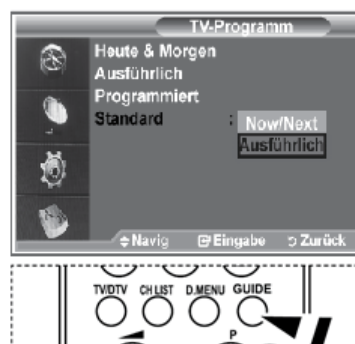 TV-Programm
Heute & Morgen
Ausführlich
Programmiert
Standard : Now/Next
Ausführlich
Navig Eingabe Zurück
TV/DTV CH LIST D.MENU GUIDE
P